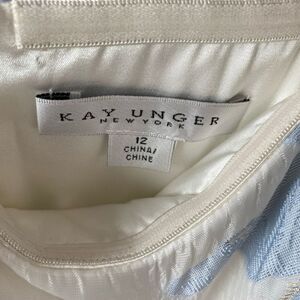 KAY UNGER
NEW YORK
12
CHINA/
CHINE